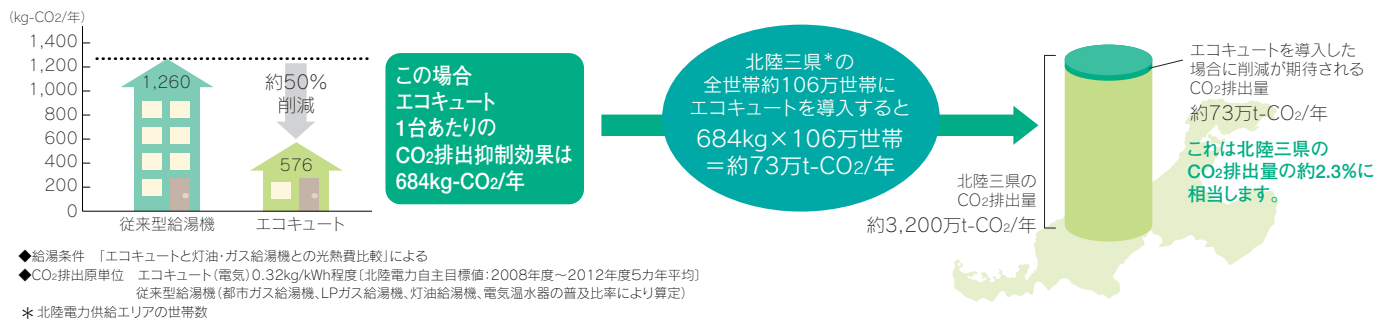 (kg-CO2/年)
1,400
1,200
1,000
800
600
400
200
0
1,260
約50%
削減
576
従来型給湯機
エコキュート
この場合
エコキュート
1台あたりの
CO2排出抑制効果は
684kg-CO2/年
北陸三県*の
全世帯約106万世帯に
エコキュートを導入すると
684kg×106万世帯
=約73万t-CO2/年
北陸三県の
CO2排出量
約3,200万t-CO2/年
エコキュートを導入した
場合に削減が期待される
CO2排出量
約73万t-CO2/年
これは北陸三県の
CO2排出量の約2.3%に
相当します。
◆給湯条件 「エコキュートと灯油・ガス給湯機との光熱費比較」による
◆CO2排出原単位 エコキュート(電気)0.32kg/kWh程度〔北陸電力自主目標値:2008年度~2012年度5カ年平均〕
従来型給湯機(都市ガス給湯機、LPガス給湯機、灯油給湯機、電気温水器の普及比率により算定)
* 北陸電力供給エリアの世帯数